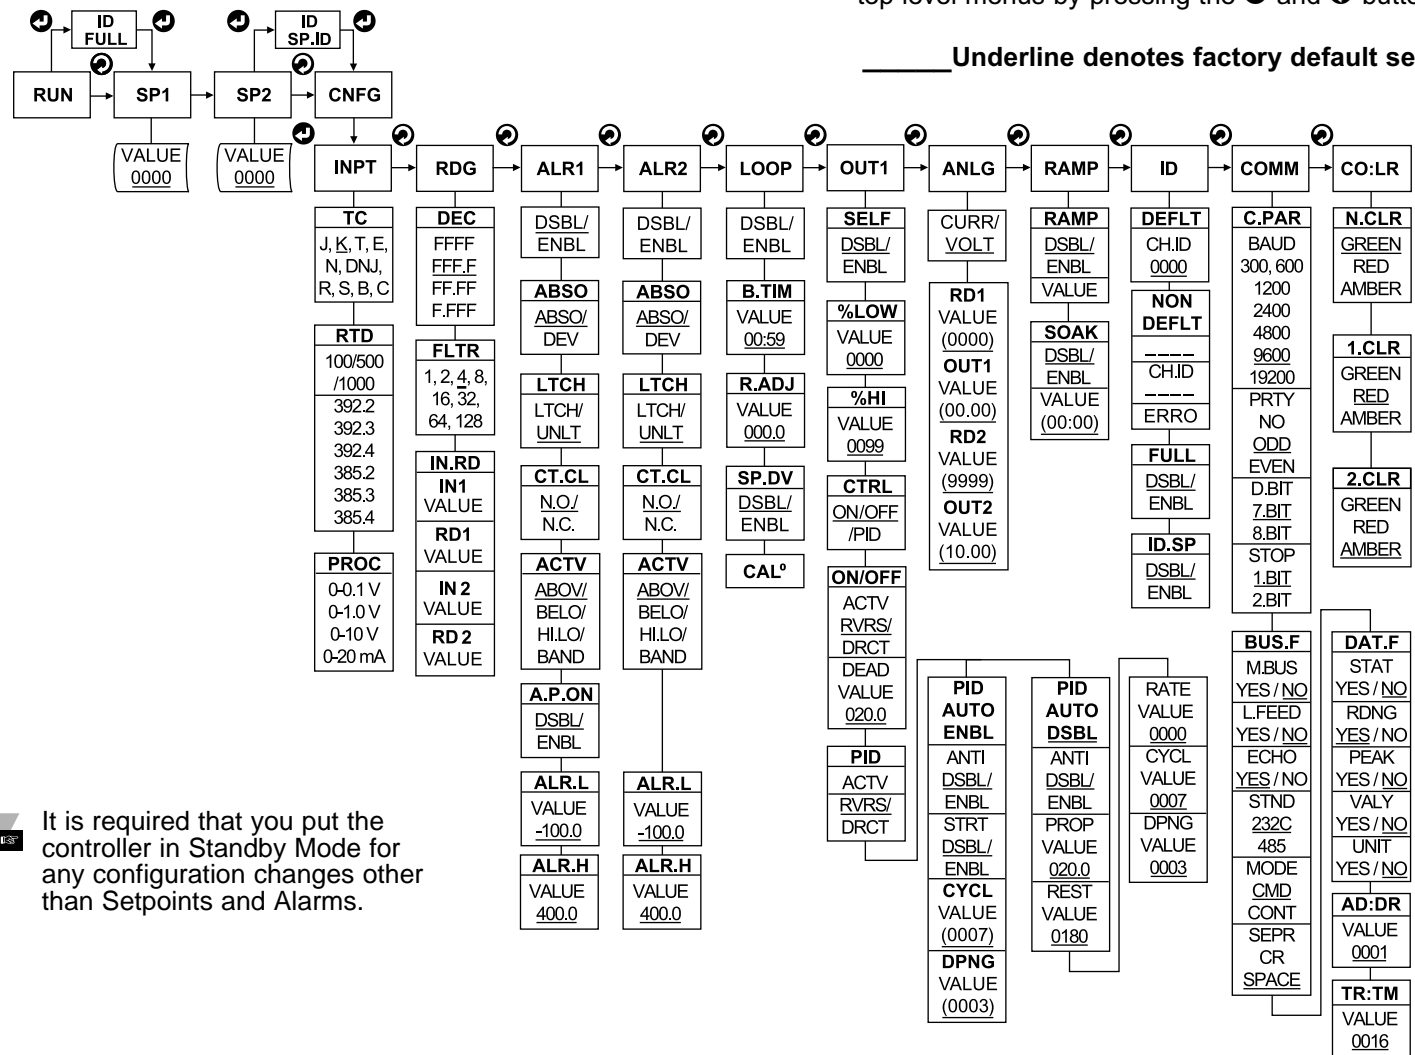 top level menus by pressing the and butto
______Underline denotes factory default se
ID
FULL
ID
SP.ID
RUN
SP1
SP2
CNFG
VALUE
0000
VALUE
0000
INPT
RDG
ALR1
ALR2
LOOP
OUT1
ANLG
RAMP
ID
COMM
CO:LR
TC
J, K, T, E,
N, DNJ,
R, S, B, C
RTD
100/500
/1000
392.2
392.3
392.4
385.2
385.3
385.4
PROC
0-0.1 V
0-1.0 V
0-10 V
0-20 mA
DEC
FFFF
FFF.F
FF.FF
F.FFF
FLTR
1, 2, 4, 8,
16, 32,
64, 128
IN.RD
IN1
VALUE
RD1
VALUE
IN 2
VALUE
RD 2
VALUE
DSBL/
ENBL
ABSO
ABSO/
DEV
LTCH
LTCH/
UNLT
CT.CL
N.O./
N.C.
ACTV
ABOV/
BELO/
HI.LO/
BAND
A.P.ON
DSBL/
ENBL
ALR.L
VALUE
-100.0
ALR.H
VALUE
400.0
DSBL/
ENBL
ABSO
ABSO/
DEV
LTCH
LTCH/
UNLT
CT.CL
N.O./
N.C.
ACTV
ABOV/
BELO/
HI.LO/
BAND
ALR.L
VALUE
-100.0
ALR.H
VALUE
400.0
DSBL/
ENBL
B.TIM
VALUE
00:59
R.ADJ
VALUE
000.0
SP.DV
DSBL/
ENBL
CALº
SELF
DSBL/
ENBL
%LOW
VALUE
0000
%HI
VALUE
0099
CTRL
ON/OFF
/PID
ON/OFF
ACTV
RVRS/
DRCT
DEAD
VALUE
020.0
PID
ACTV
RVRS/
DRCT
CURR/
VOLT
RD1
VALUE
(0000)
OUT1
VALUE
(00.00)
RD2
VALUE
(9999)
OUT2
VALUE
(10.00)
PID
AUTO
ENBL
ANTI
DSBL/
ENBL
STRT
DSBL/
ENBL
CYCL
VALUE
(0007)
DPNG
VALUE
(0003)
RAMP
DSBL/
ENBL
VALUE
SOAK
DSBL/
ENBL
VALUE
(00:00)
PID
AUTO
DSBL
ANTI
DSBL/
ENBL
PROP
VALUE
020.0
REST
VALUE
0180
DEFLT
CH.ID
0000
NON
DEFLT
_ _ _ _
CH.ID
_ _ _ _
ERRO
FULL
DSBL/
ENBL
ID.SP
DSBL/
ENBL
RATE
VALUE
0000
CYCL
VALUE
0007
DPNG
VALUE
0003
C.PAR
BAUD
300, 600
1200
2400
4800
9600
19200
PRTY
NO
ODD
EVEN
D.BIT
7.BIT
8.BIT
STOP
1.BIT
2.BIT
BUS.F
M.BUS
YES / NO
L.FEED
YES / NO
ECHO
YES / NO
STND
232C
485
MODE
CMD
CONT
SEPR
CR
SPACE
N.CLR
GREEN
RED
AMBER
1.CLR
GREEN
RED
AMBER
2.CLR
GREEN
RED
AMBER
DAT.F
STAT
YES / NO
RDNG
YES / NO
PEAK
YES / NO
VALY
YES / NO
UNIT
YES / NO
AD:DR
VALUE
0001
TR:TM
VALUE
0016
It is required that you put the
controller in Standby Mode for
any configuration changes other
than Setpoints and Alarms.